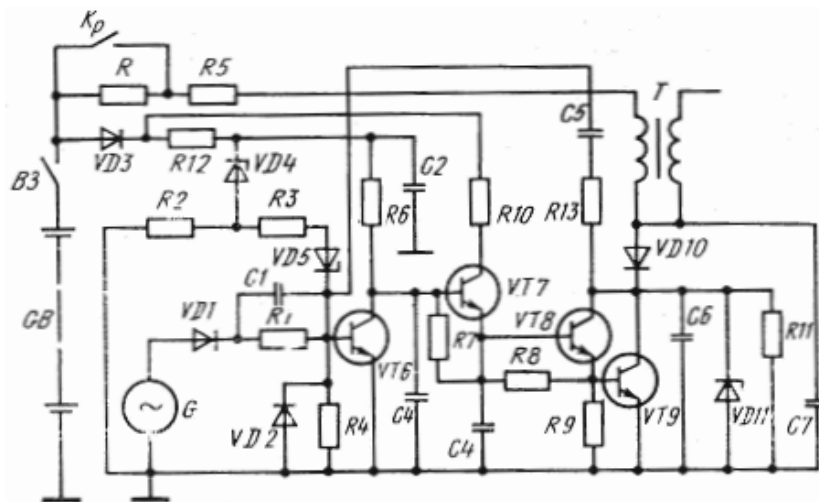 Kр
R R5
T
C5
VD3 R12 VD4
C2
B3
R2 R3
R6 R10 R13
VD5
VD10
C1
VT7
VD1
GB
R1
VT8
C6
R7
R11
VT6
R8
G
C4
VD2 R4
C4
R9
VT9
VD11
C7